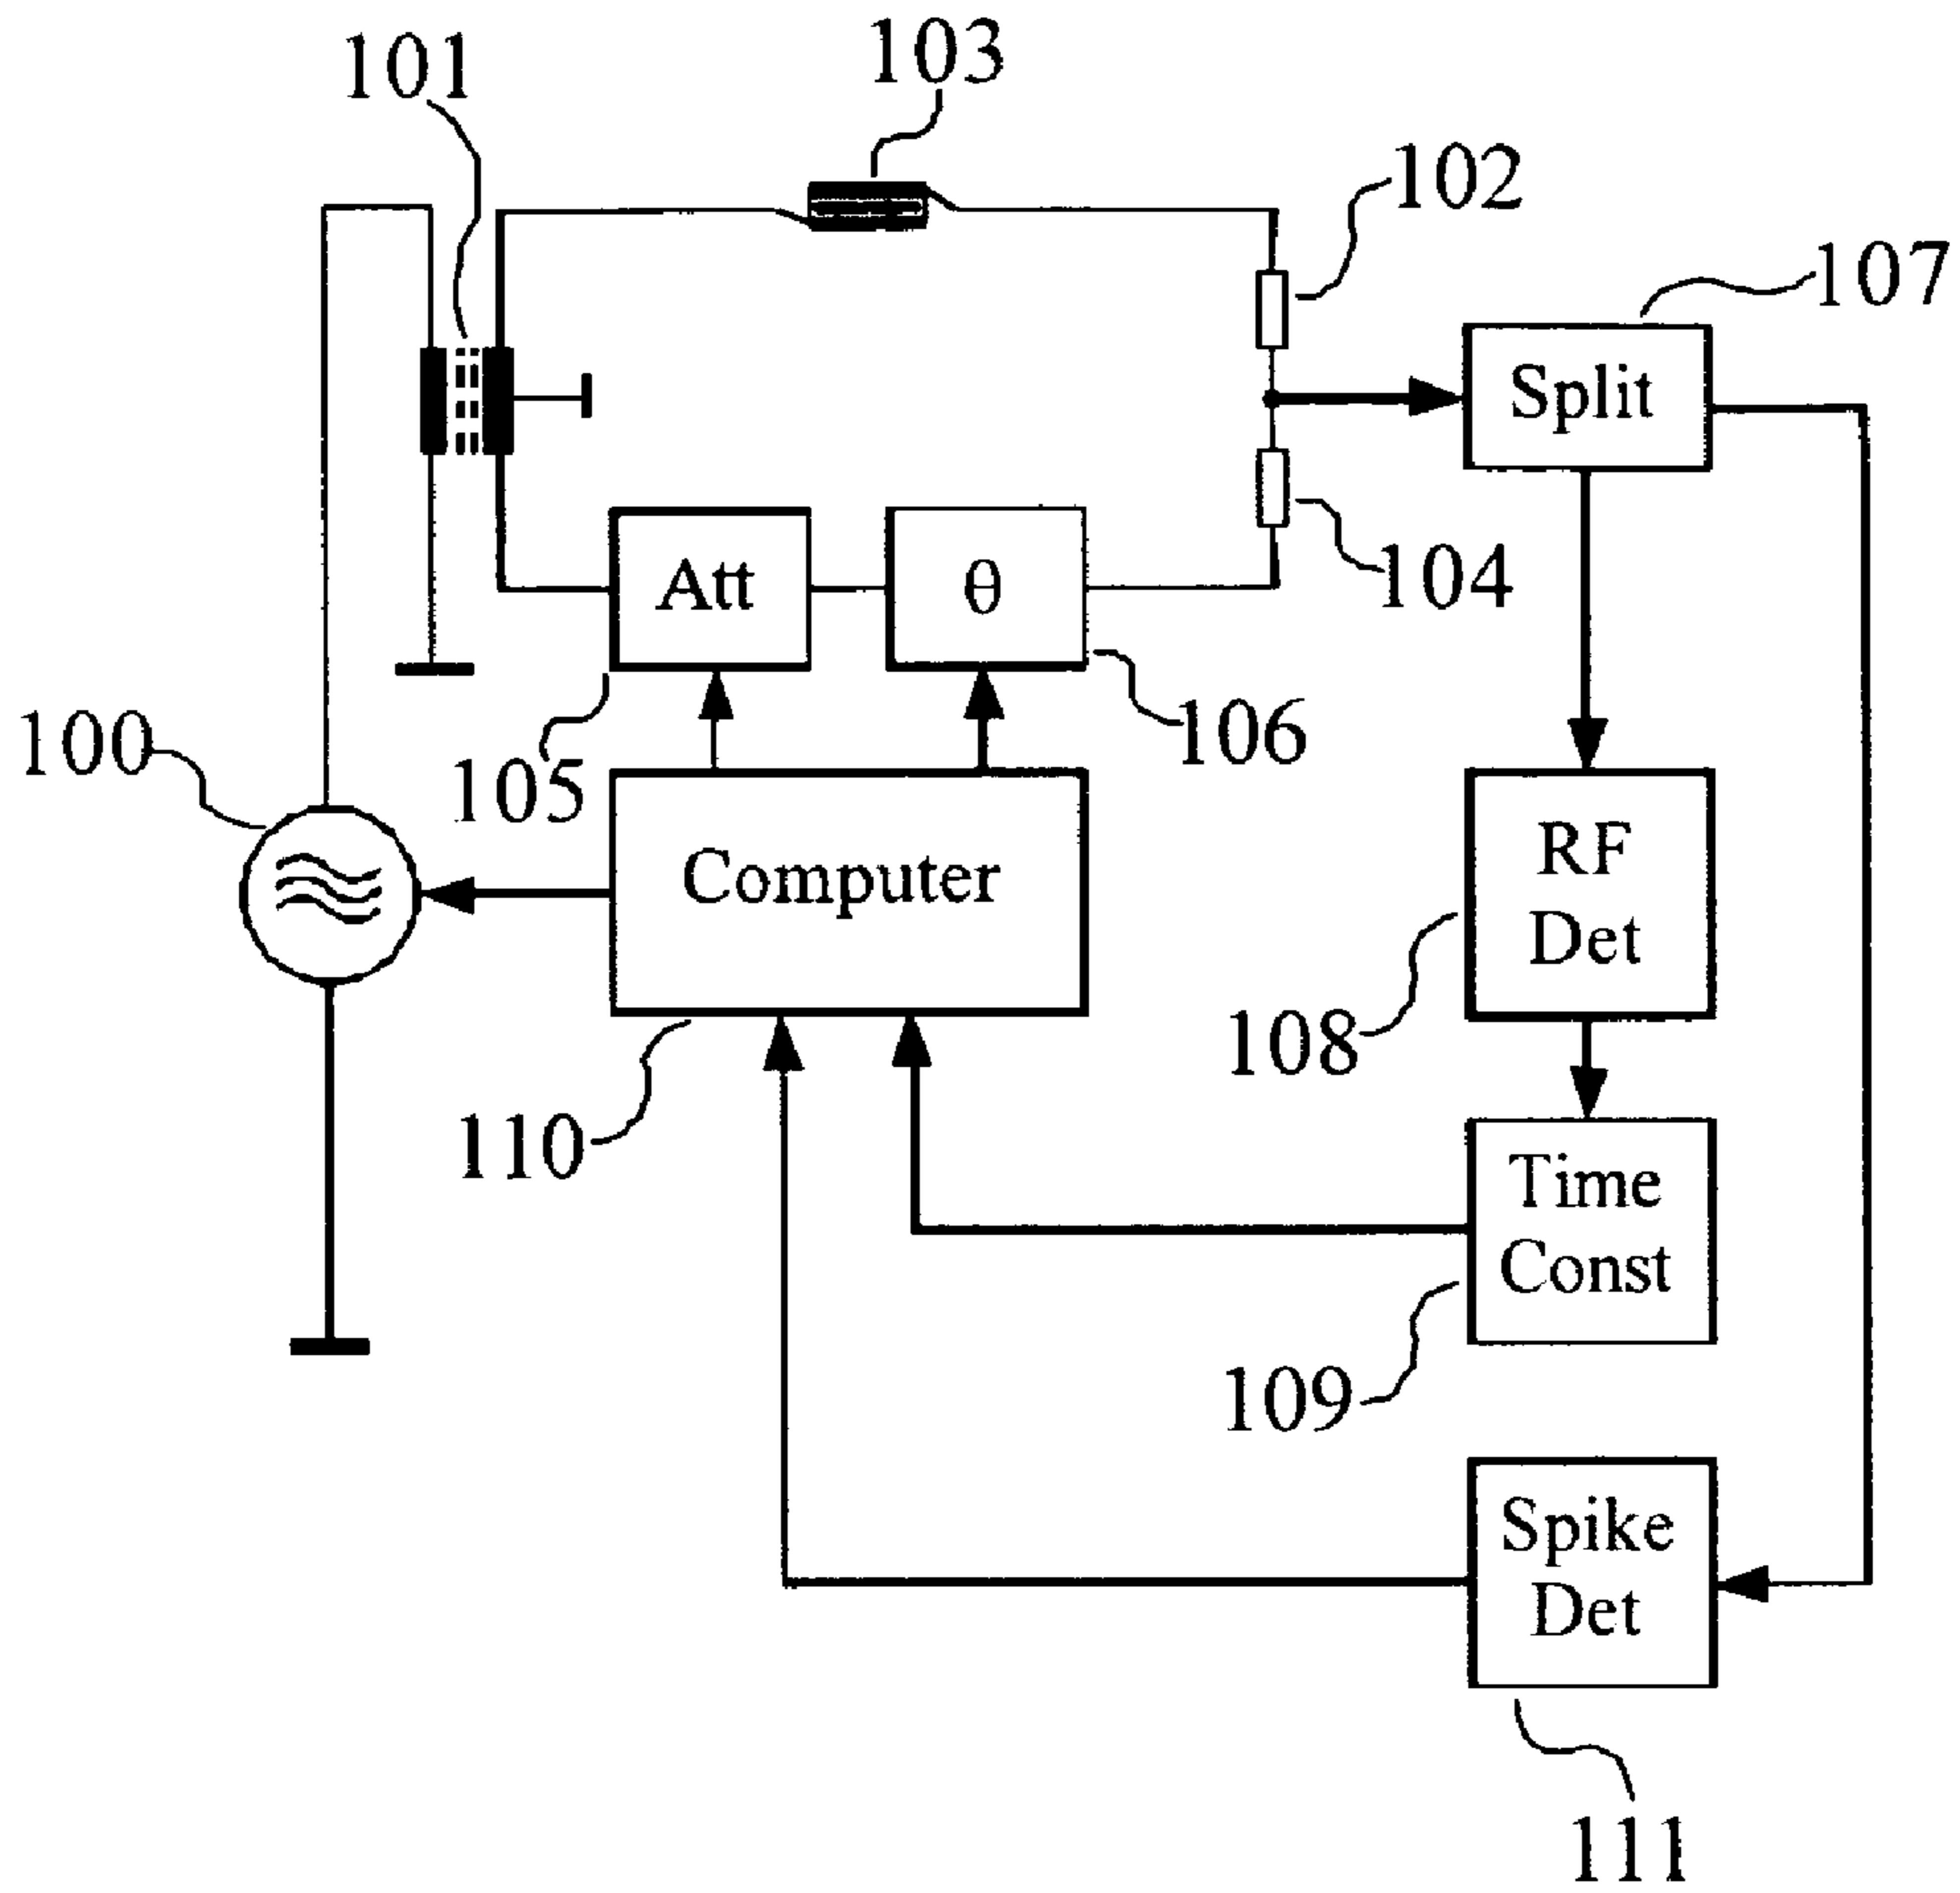 103
101
102
107
Split
Att
θ
104
100
105
106
Computer
RF
Det
108
110
Time
Const
109
Spike
Det
111